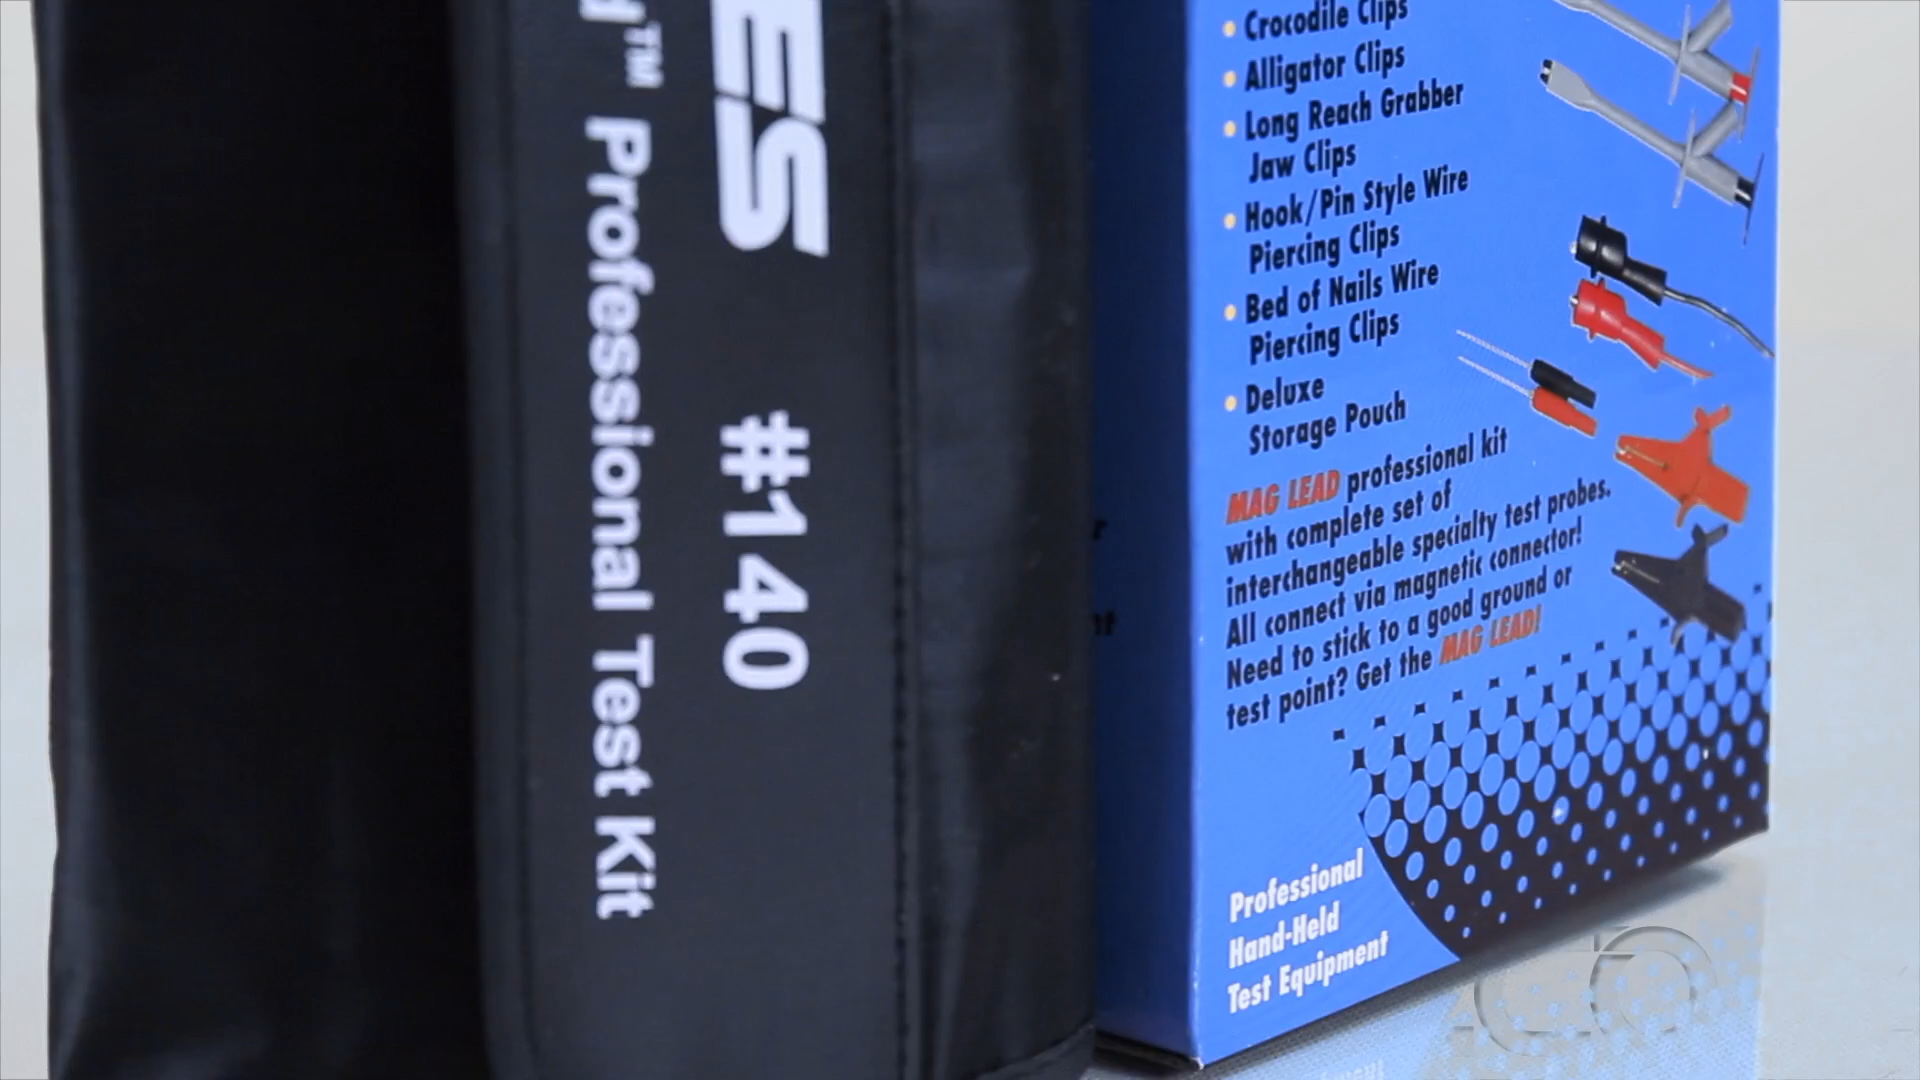 ES #140
™ Professional Test Kit
• Crocodile Clips
• Alligator Clips
• Long Reach Grabber
Jaw Clips
• Hook/Pin Style Wire
Piercing Clips
• Bed of Nails Wire
Piercing Clips
• Deluxe
Storage Pouch
MAG LEAD professional kit
with complete set of
interchangeable specialty test probes.
All connect via magnetic connector!
Need to stick to a good ground or
test point? Get the MAG LEAD!
Professional
Hand-Held
Test Equipment